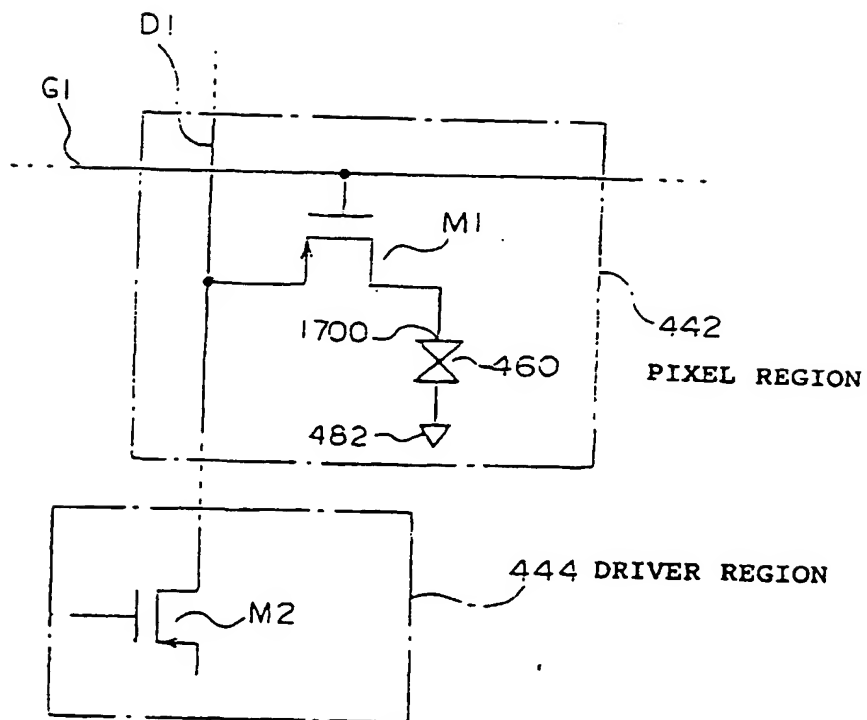 D1
G1
M1
442
PIXEL REGION
1700
460
482
444 DRIVER REGION
M2